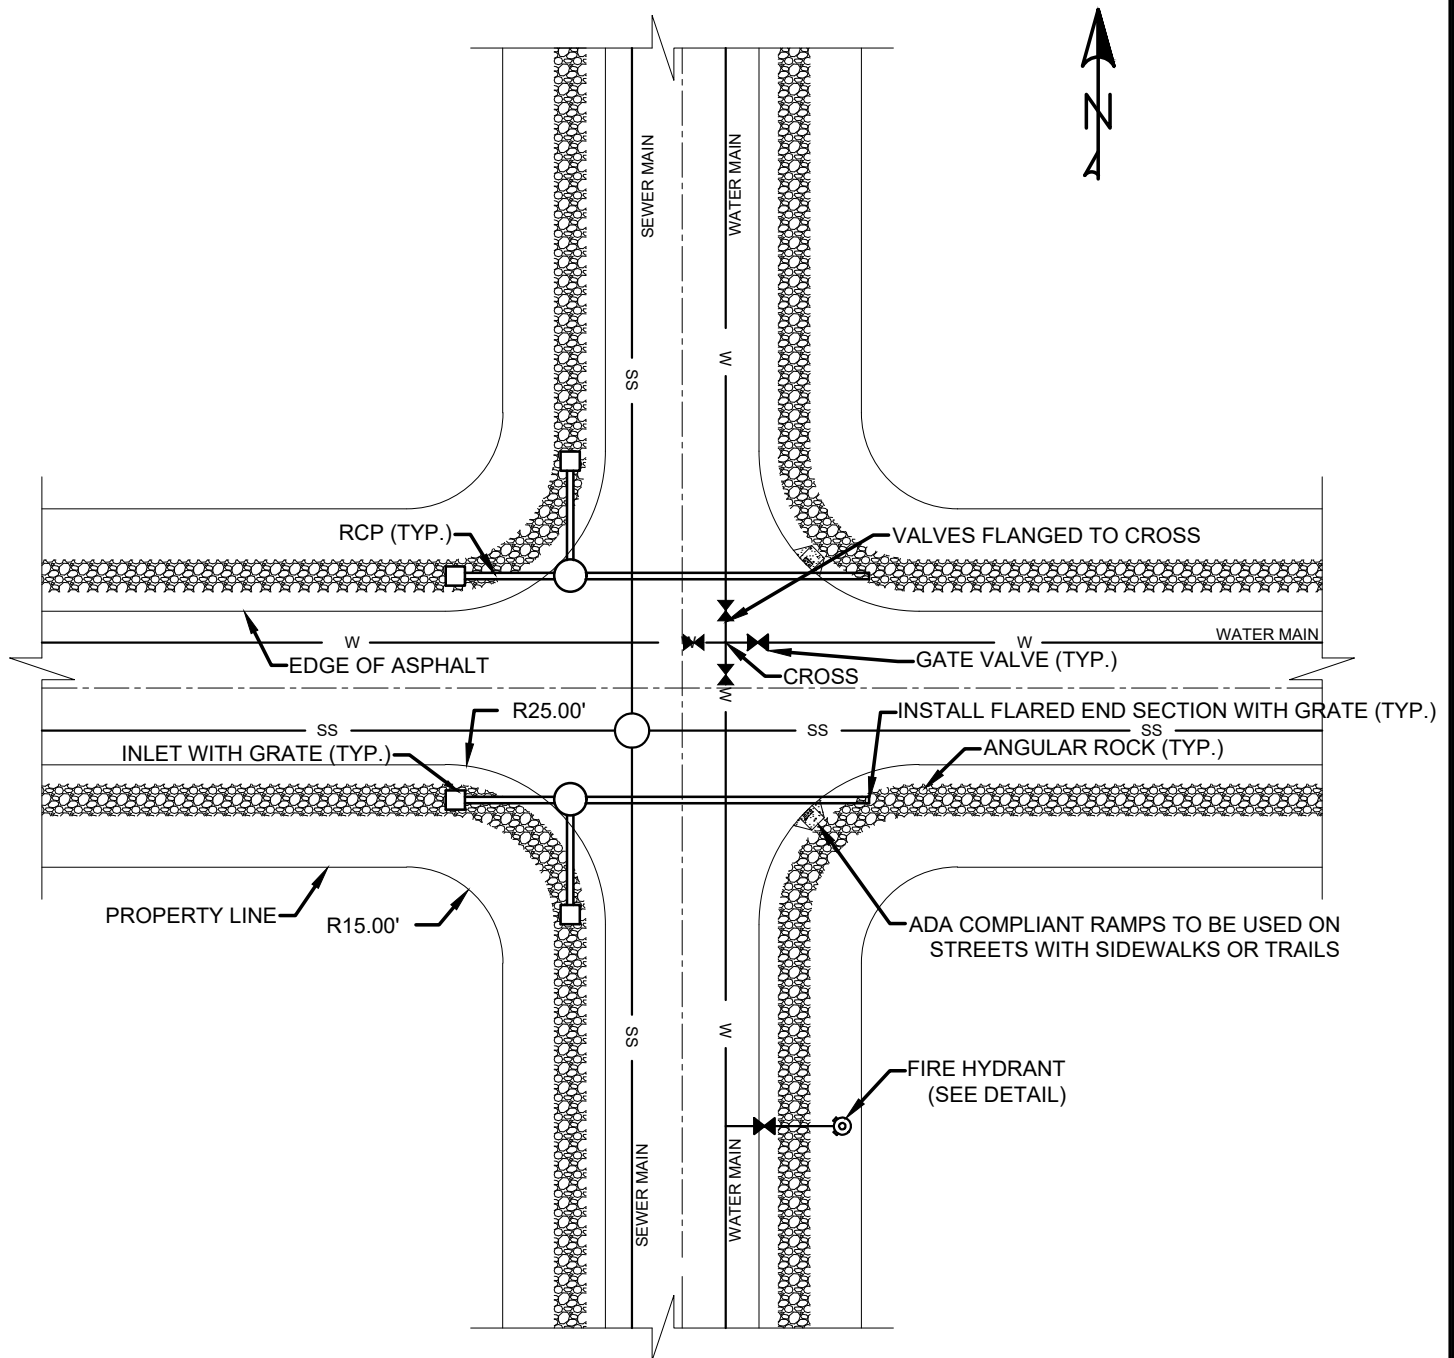 N
SEWER MAIN
WATER MAIN
W
SS
RCP (TYP.)
VALVES FLANGED TO CROSS
W
W
W
WATER MAIN
EDGE OF ASPHALT
GATE VALVE (TYP.)
CROSS
W
R25.00'
INSTALL FLARED END SECTION WITH GRATE (TYP.)
SS
SS
SS
INLET WITH GRATE (TYP.)
ANGULAR ROCK (TYP.)
PROPERTY LINE
R15.00'
ADA COMPLIANT RAMPS TO BE USED ON
STREETS WITH SIDEWALKS OR TRAILS
SS
W
FIRE HYDRANT
(SEE DETAIL)
SEWER MAIN
WATER MAIN